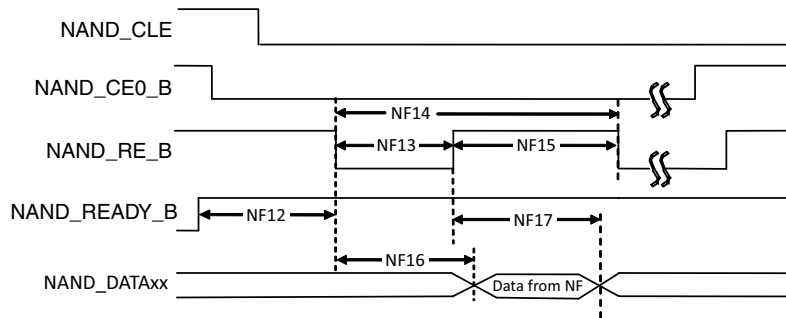 NAND_CLE
NAND_CE0_B
NF14
NAND_RE_B
NF13
NF15
NAND_READY_B
NF12
NF17
NF16
NAND_DATAxx
Data from NF